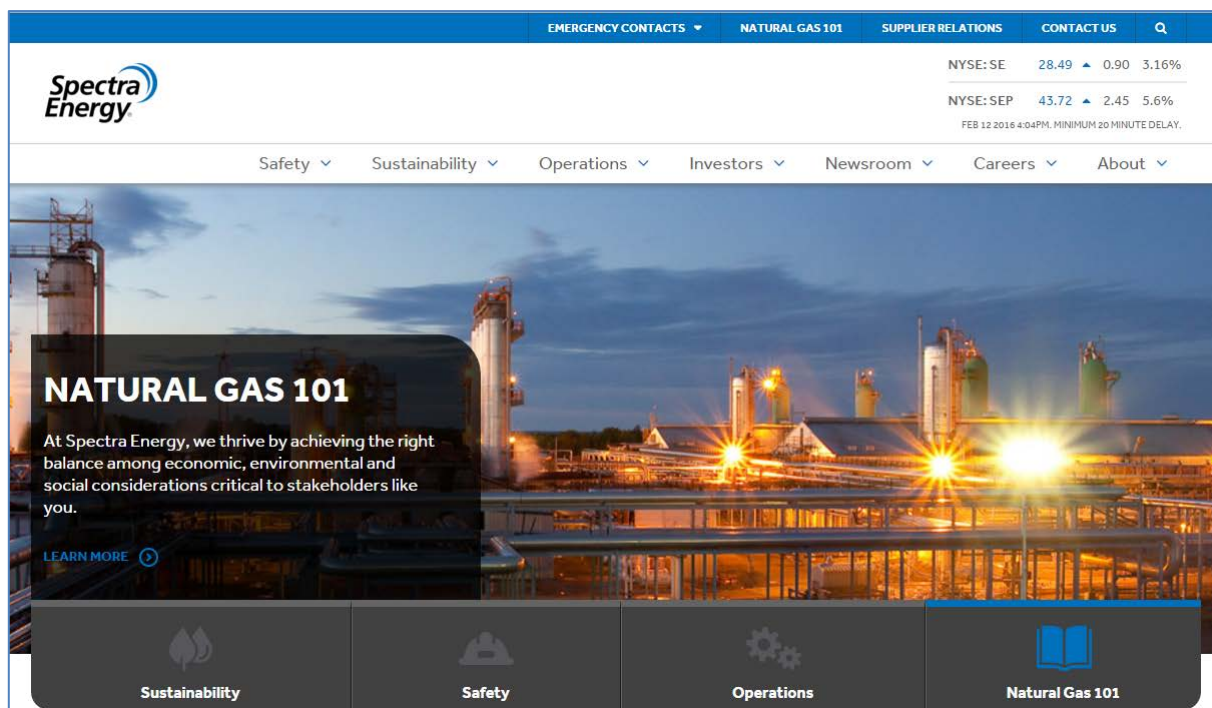 EMERGENCY CONTACTS NATURAL GAS 101 SUPPLIER RELATIONS CONTACT US
Spectra
Energy®
NYSE: SE 28.49 ▲ 0.90 3.16%
NYSE: SEP 43.72 ▲ 2.45 5.6%
FEB 12 2016 4:04PM. MINIMUM 20 MINUTE DELAY.
Safety Sustainability Operations Investors Newsroom Careers About
NATURAL GAS 101
At Spectra Energy, we thrive by achieving the right
balance among economic, environmental and
social considerations critical to stakeholders like
you.
LEARN MORE
Sustainability Safety Operations Natural Gas 101